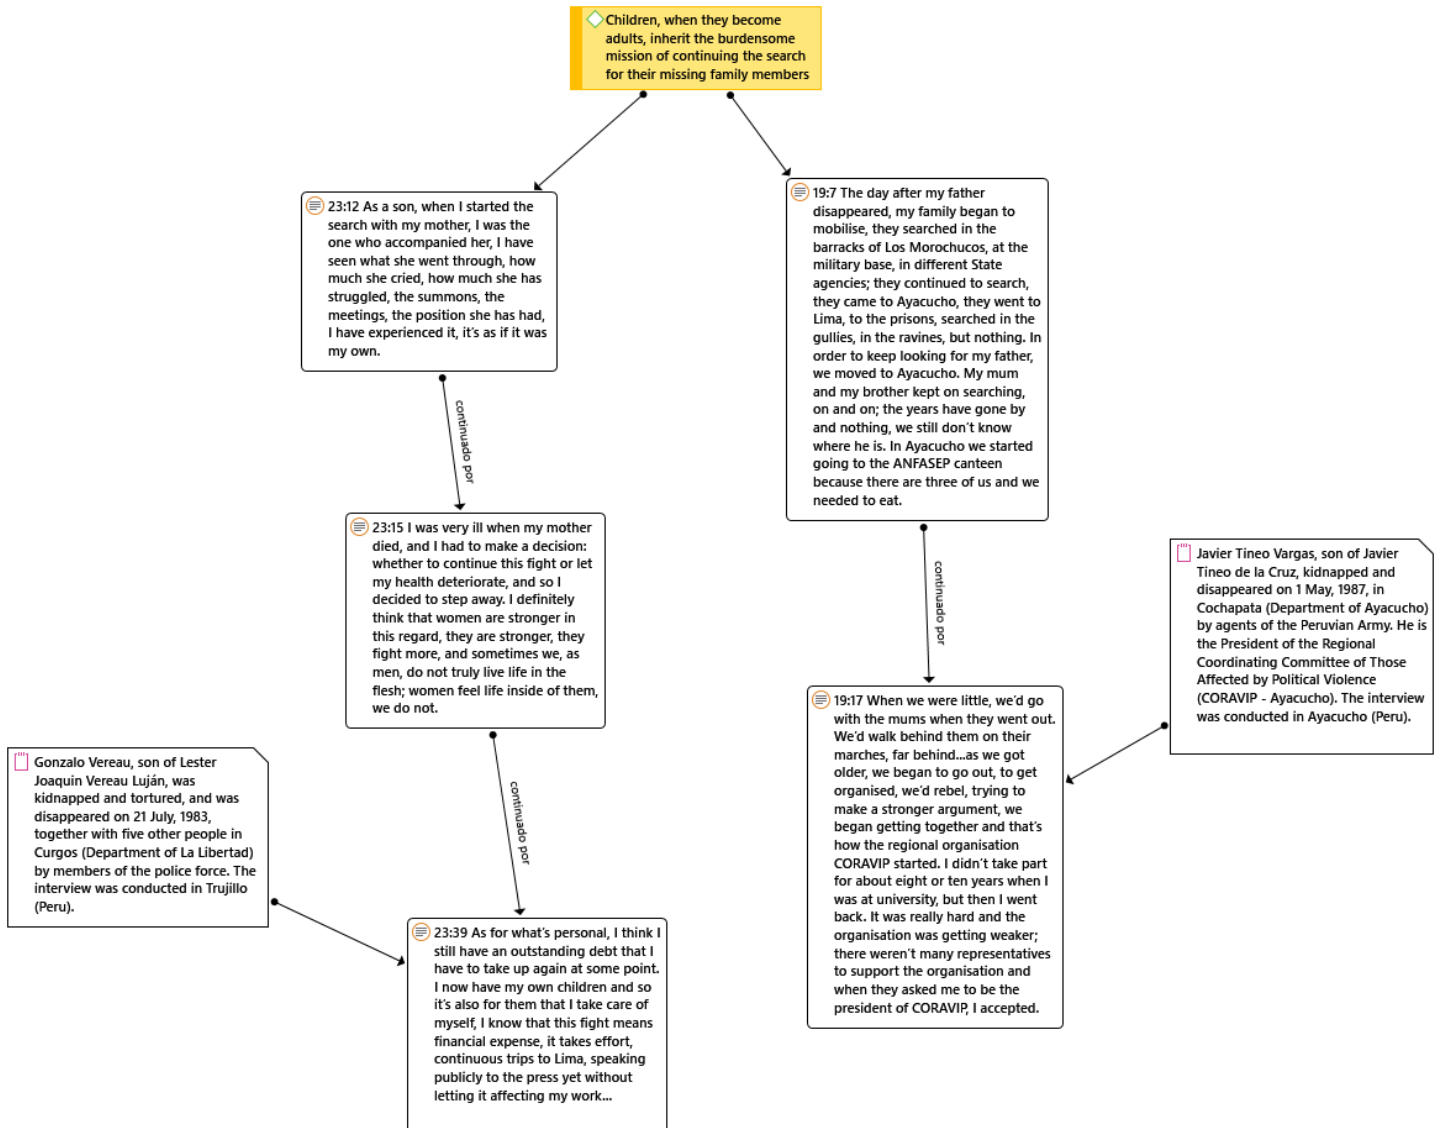 Children, when they become
adults, inherit the burdensome
mission of continuing the search
for their missing family members
23:12 As a son, when I started the
search with my mother, I was the
one who accompanied her, I have
seen what she went through, how
much she cried, how much she has
struggled, the summons, the
meetings, the position she has had,
I have experienced it, it's as if it was
my own.
continuado por
23:15 I was very ill when my mother
died, and I had to make a decision:
whether to continue this fight or let
my health deteriorate, and so I
decided to step away. I definitely
think that women are stronger in
this regard, they are stronger, they
fight more, and sometimes we, as
men, do not truly live life in the
flesh; women feel life inside of them,
we do not.
continuado por
Gonzalo Vereau, son of Lester
Joaquin Vereau Luján, was
kidnapped and tortured, and was
disappeared on 21 July, 1983,
together with five other people in
Curgos (Department of La Libertad)
by members of the police force. The
interview was conducted in Trujillo
(Peru).
23:39 As for what's personal, I think I
still have an outstanding debt that I
have to take up again at some point.
I now have my own children and so
it's also for them that I take care of
myself, I know that this fight means
financial expense, it takes effort,
continuous trips to Lima, speaking
publicly to the press yet without
letting it affecting my work...
19:7 The day after my father
disappeared, my family began to
mobilise, they searched in the
barracks of Los Morochucos, at the
military base, in different State
agencies; they continued to search,
they came to Ayacucho, they went to
Lima, to the prisons, searched in the
gullies, in the ravines, but nothing. In
order to keep looking for my father,
we moved to Ayacucho. My mum
and my brother kept on searching,
on and on; the years have gone by
and nothing, we still don't know
where he is. In Ayacucho we started
going to the ANFASEP canteen
because there are three of us and we
needed to eat.
continuado por
19:17 When we were little, we'd go
with the mums when they went out.
We'd walk behind them on their
marches, far behind...as we got
older, we began to go out, to get
organised, we'd rebel, trying to
make a stronger argument, we
began getting together and that's
how the regional organisation
CORAVIP started. I didn't take part
for about eight or ten years when I
was at university, but then I went
back. It was really hard and the
organisation was getting weaker;
there weren't many representatives
to support the organisation and
when they asked me to be the
president of CORAVIP, I accepted.
Javier Tineo Vargas, son of Javier
Tineo de la Cruz, kidnapped and
disappeared on 1 May, 1987, in
Cochapata (Department of Ayacucho)
by agents of the Peruvian Army. He is
the President of the Regional
Coordinating Committee of Those
Affected by Political Violence
(CORAVIP - Ayacucho). The interview
was conducted in Ayacucho (Peru).